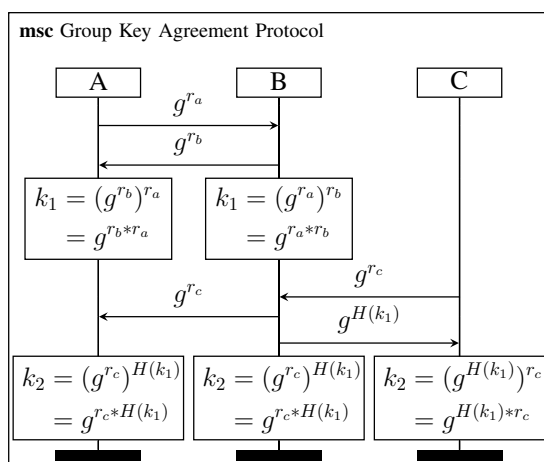 msc Group Key Agreement Protocol
A B C
g^{r_a}
g^{r_b}
k_1 = (g^{r_b})^{r_a} k_1 = (g^{r_a})^{r_b}
= g^{r_b*r_a} = g^{r_a*r_b}
g^{r_c}
g^{r_c}
g^{H(k_1)}
k_2 = (g^{r_c})^{H(k_1)} k_2 = (g^{r_c})^{H(k_1)} k_2 = (g^{H(k_1)})^{r_c}
= g^{r_c*H(k_1)} = g^{r_c*H(k_1)} = g^{H(k_1)*r_c}